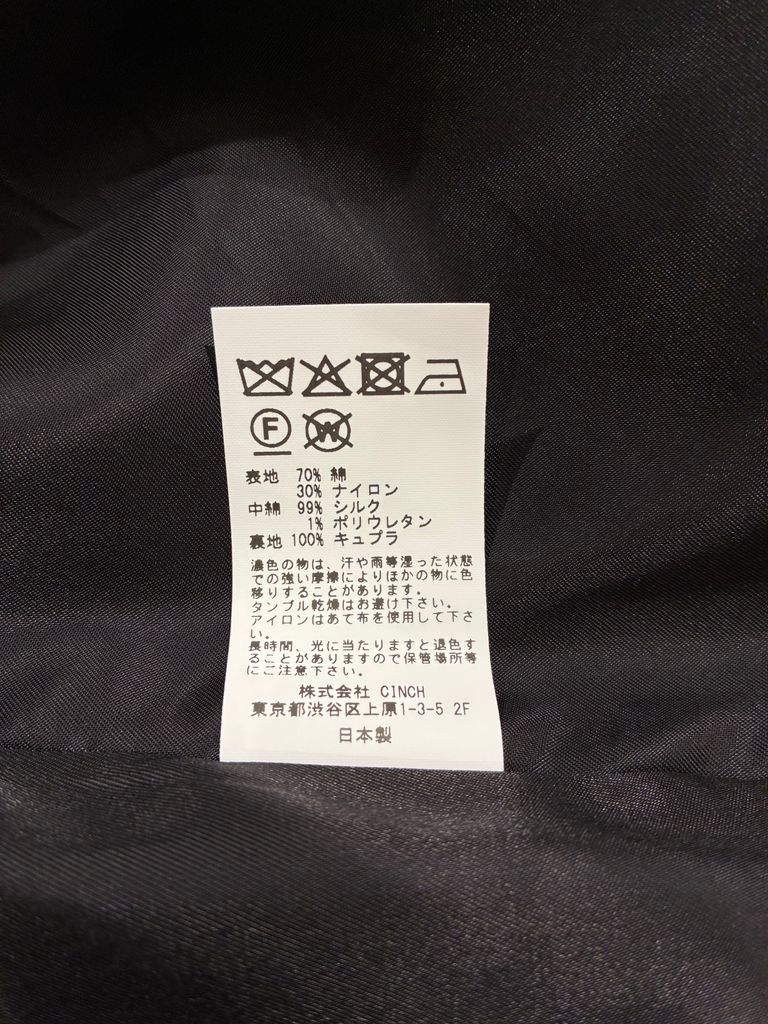 F W
表地 70% 綿
30% ナイロン
中綿 99% シルク
1% ポリウレタン
裏地 100% キュプラ
濃色の物は、汗や雨等湿った状態
での強い摩擦によりほかの物に色
移りすることがあります。
タンブル乾燥はお避け下さい。
アイロンはあて布を使用して下さ
い。
長時間、光に当たりますと退色す
ることがありますので保管場所等
にご注意下さい。
株式会社 CINCH
東京都渋谷区上原1-3-5 2F
日本製